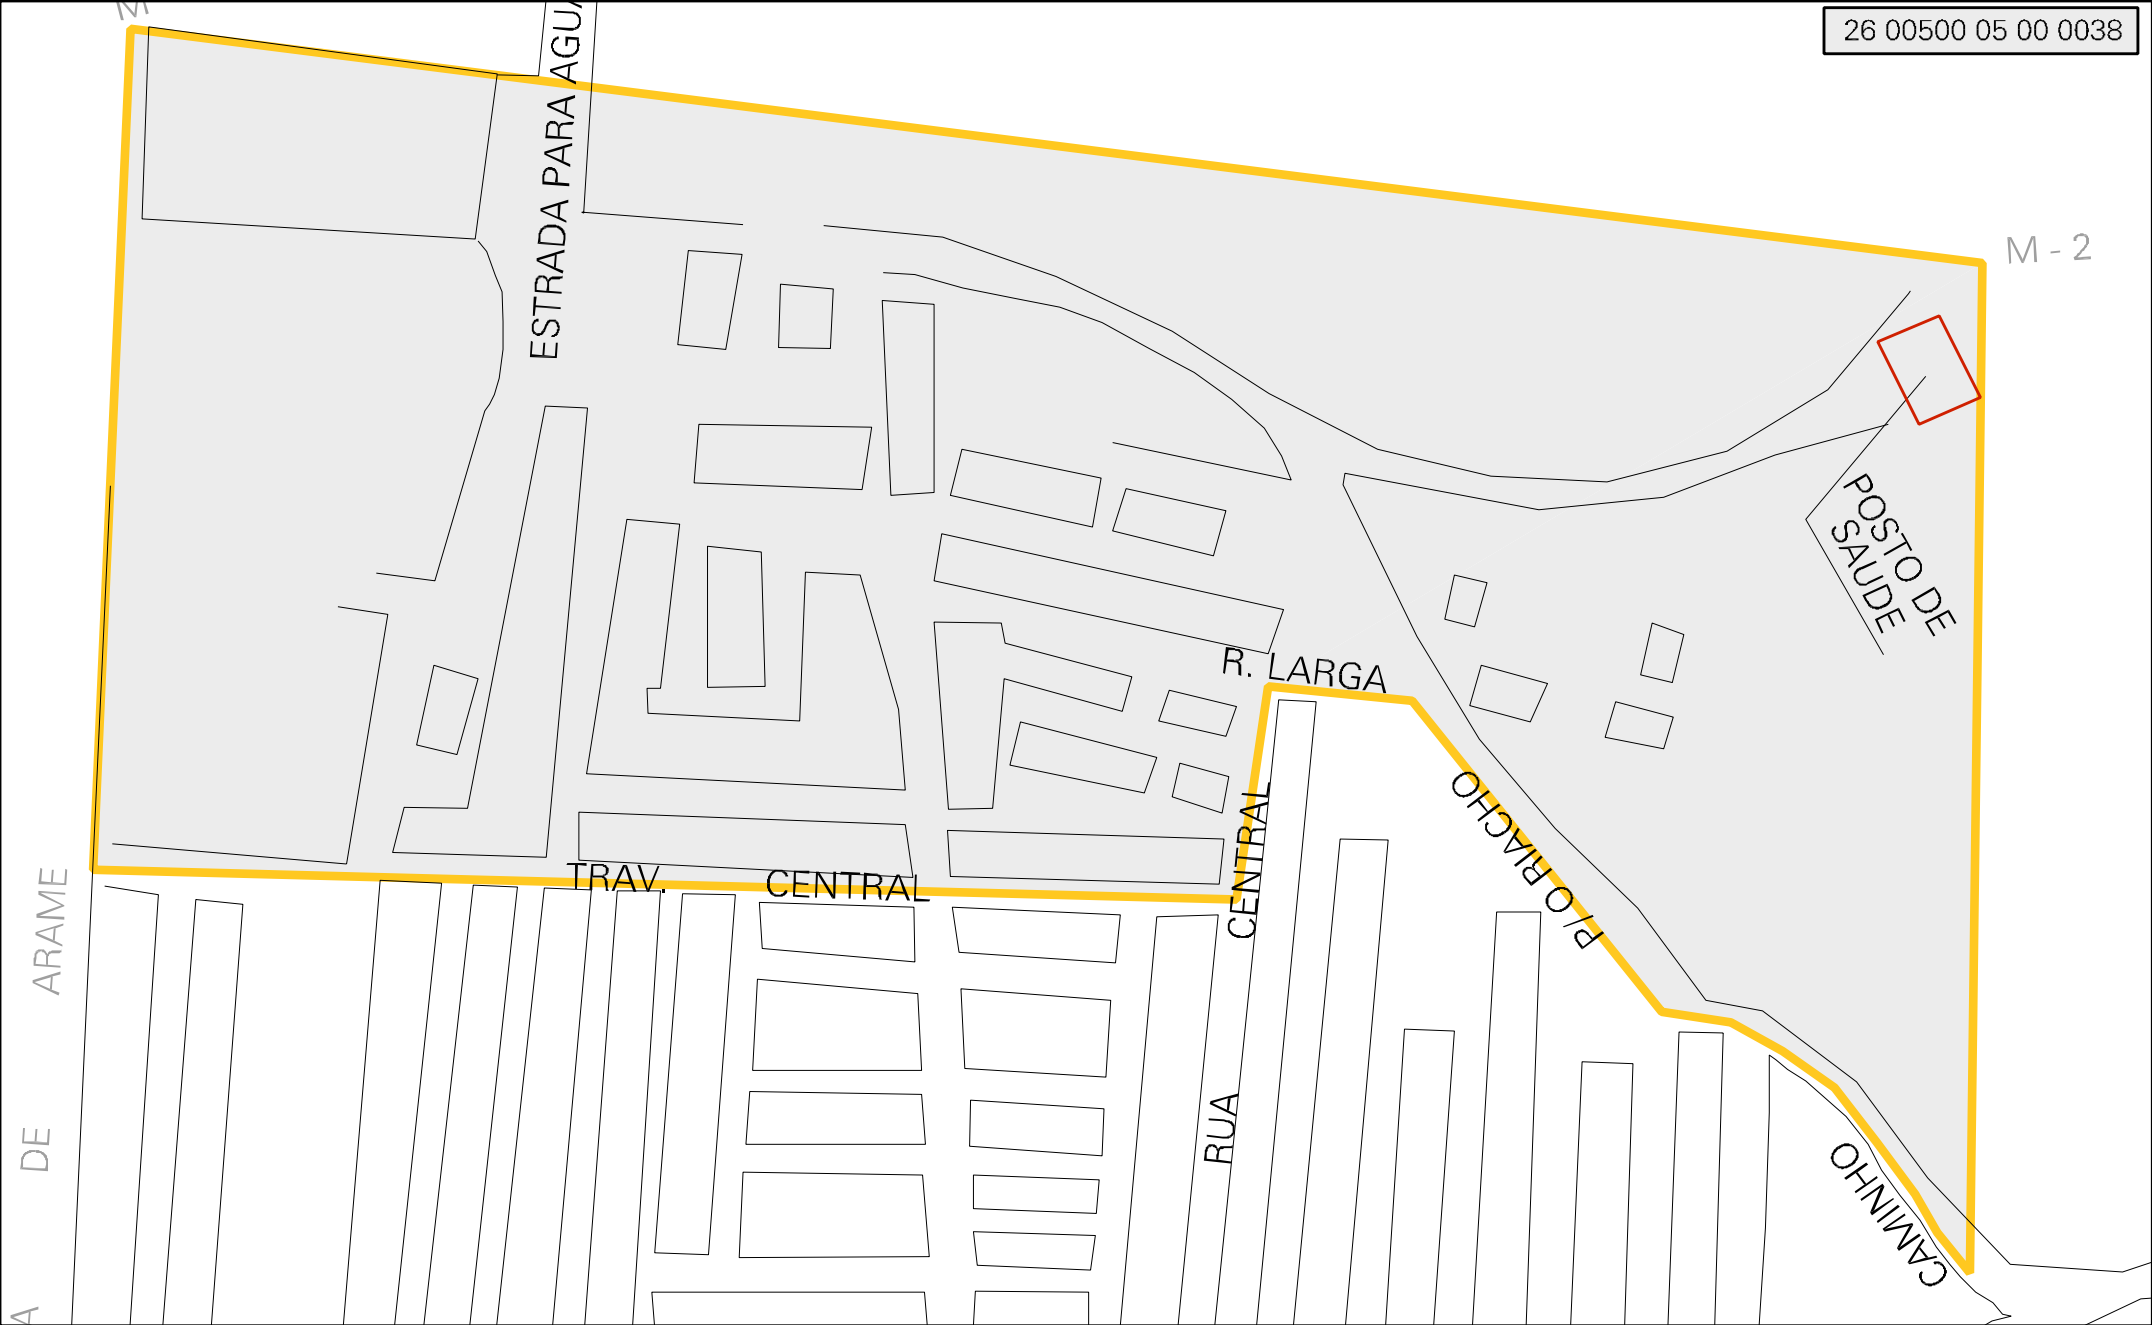 26 00500 05 00 0038
M
ESTRADA PARA AGUA
M - 2
POSTO DE
SAUDE
R. LARGA
TRAV. CENTRAL
RUA CENTRAL
CAMINHO P/ O RIACHO
DE ARAME